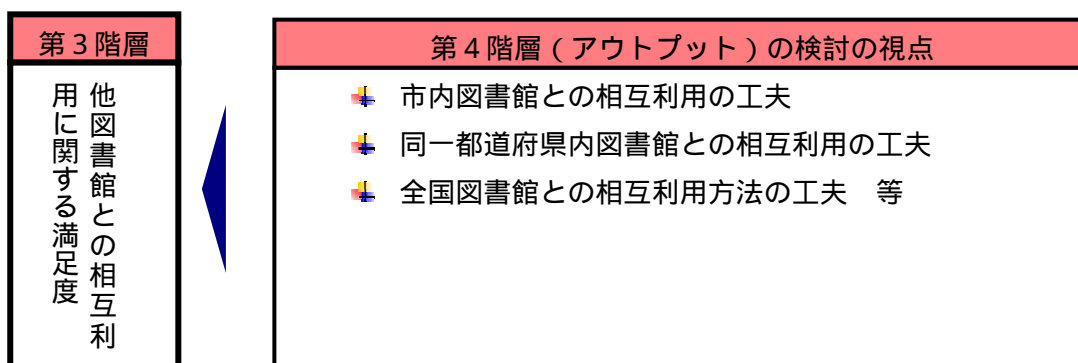 第３階層
他図書館との相互利
用に関する満足度
第４階層（アウトプット）の検討の視点
市内図書館との相互利用の工夫
同一都道府県内図書館との相互利用の工夫
全国図書館との相互利用方法の工夫　等